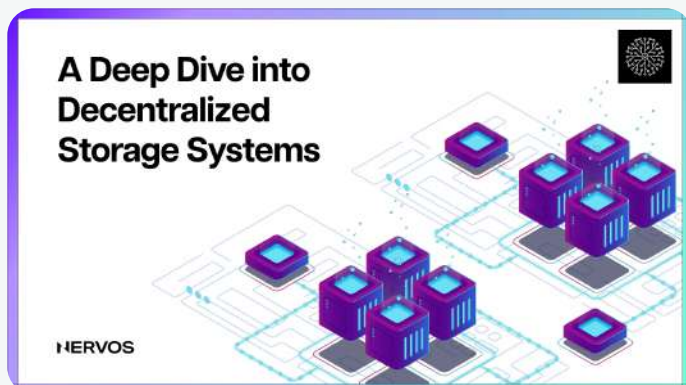 A Deep Dive into
Decentralized
Storage Systems
NERVOS